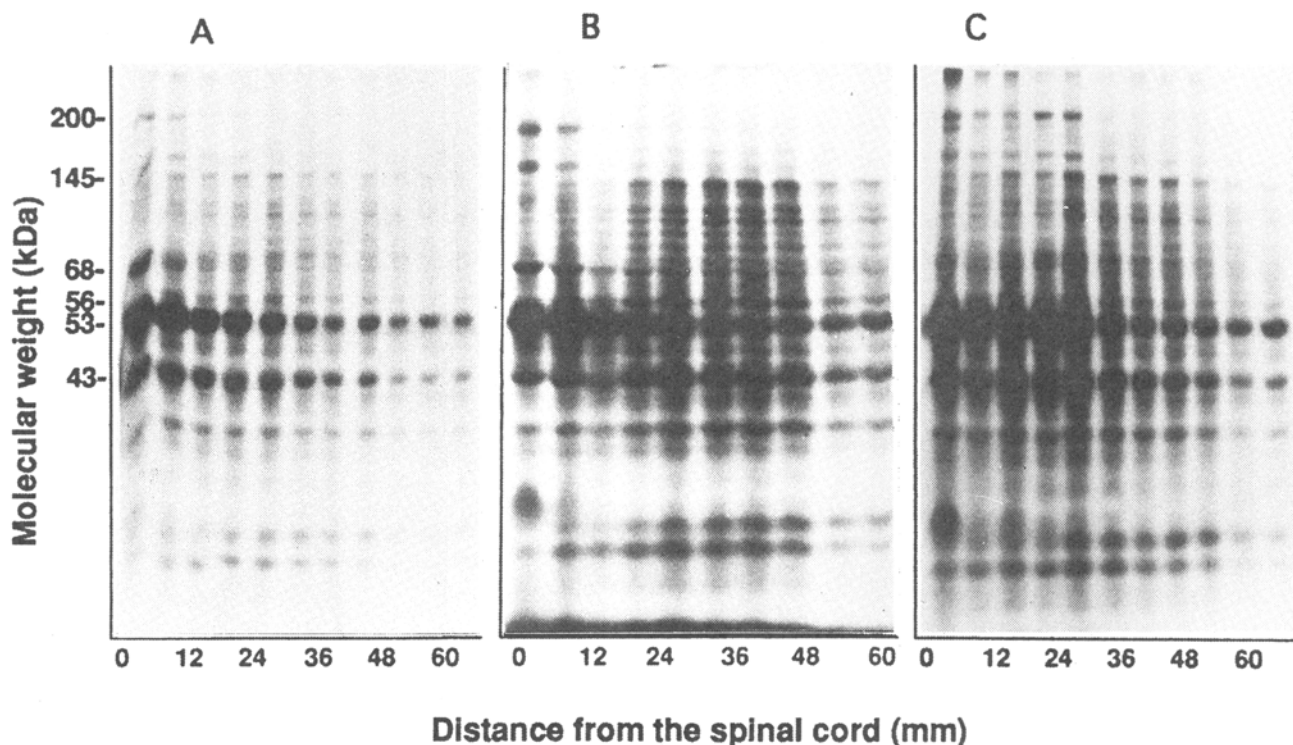 A B C
Molecular weight (kDa)
200-
145-
68-
56-
53-
43-
0 12 24 36 48 60 0 12 24 36 48 60 0 12 24 36 48 60
Distance from the spinal cord (mm)